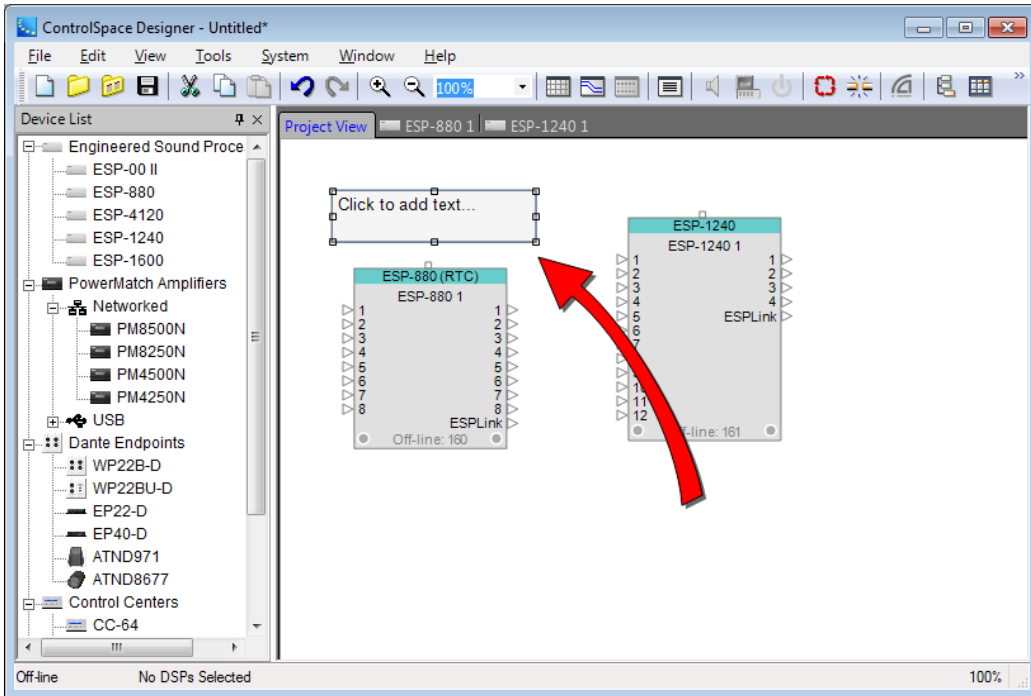 ControlSpace Designer - Untitled*
File Edit View Tools System Window Help
100%
Device List
Project View ESP-880 1 ESP-1240 1
Engineered Sound Proce
ESP-00 II
ESP-880
ESP-4120
ESP-1240
ESP-1600
PowerMatch Amplifiers
Networked
PM8500N
PM8250N
PM4500N
PM4250N
USB
Dante Endpoints
WP22B-D
WP22BU-D
EP22-D
EP40-D
ATND971
ATND8677
Control Centers
CC-64
Click to add text...
ESP-880 (RTC)
ESP-880 1
1 1
2 2
3 3
4 4
5 5
6 6
7 7
8 8
ESPLink
Off-line: 160
ESP-1240
ESP-1240 1
1 1
2 2
3 3
4 4
5 ESPLink
6
7
10
11
12
-line: 161
Off-line No DSPs Selected 100%